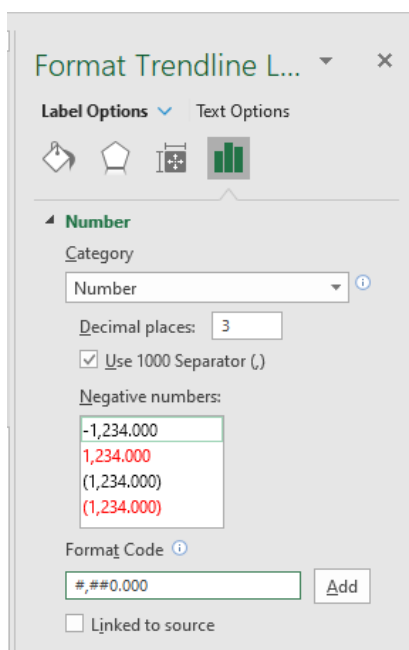 Format Trendline L...
Label Options Text Options
Number
Category
Number
Decimal places: 3
Use 1000 Separator (,)
Negative numbers:
-1,234.000
1,234.000
(1,234.000)
(1,234.000)
Format Code
#,##0.000 Add
Linked to source